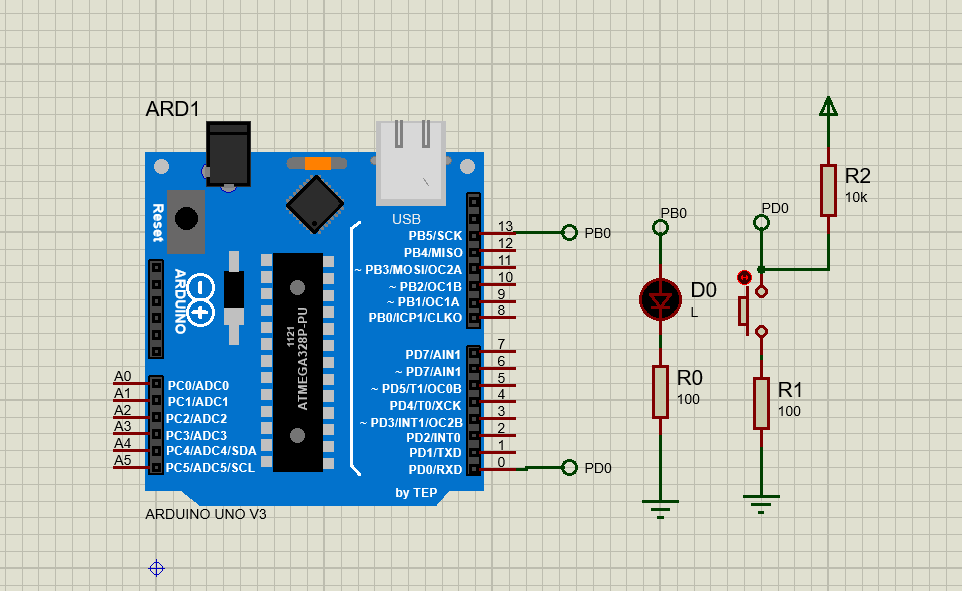 ARD1
Reset
ARDUINO
1121
ATMEGA328P-PU
USB
PB5/SCK 13 PB0
PB4/MISO 12
~ PB3/MOSI/OC2A 11
~ PB2/OC1B 10
~ PB1/OC1A 9
PB0/ICP1/CLKO 8
PD7/AIN1 7
~ PD7/AIN1 6
~ PD5/T1/OC0B 5
PD4/T0/XCK 4
~ PD3/INT1/OC2B 3
PD2/INT0 2
PD1/TXD 1
PD0/RXD 0 PD0
A0 PC0/ADC0
A1 PC1/ADC1
A2 PC2/ADC2
A3 PC3/ADC3
A4 PC4/ADC4/SDA
A5 PC5/ADC5/SCL
by TEP
ARDUINO UNO V3
PB0
D0
L
R0
100
PD0
R1
100
R2
10k